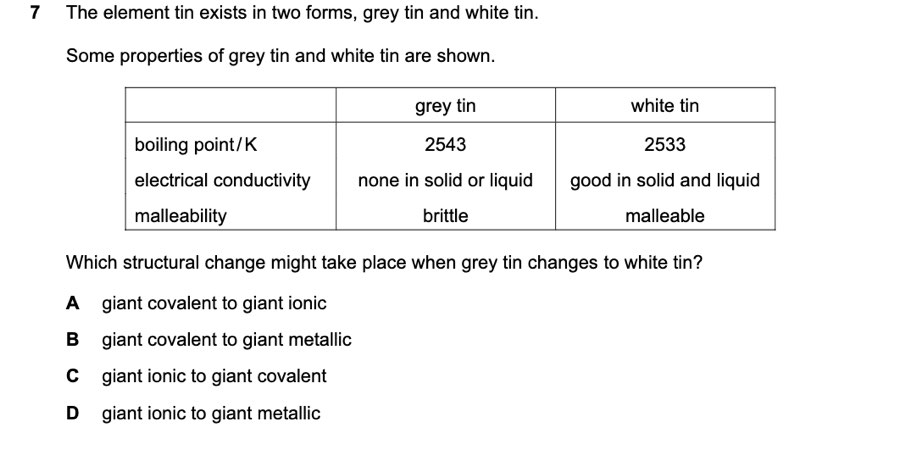 7 The element tin exists in two forms, grey tin and white tin.
Some properties of grey tin and white tin are shown.
grey tin white tin
boiling point/K 2543 2533
electrical conductivity none in solid or liquid good in solid and liquid
malleability brittle malleable
Which structural change might take place when grey tin changes to white tin?
A giant covalent to giant ionic
B giant covalent to giant metallic
C giant ionic to giant covalent
D giant ionic to giant metallic